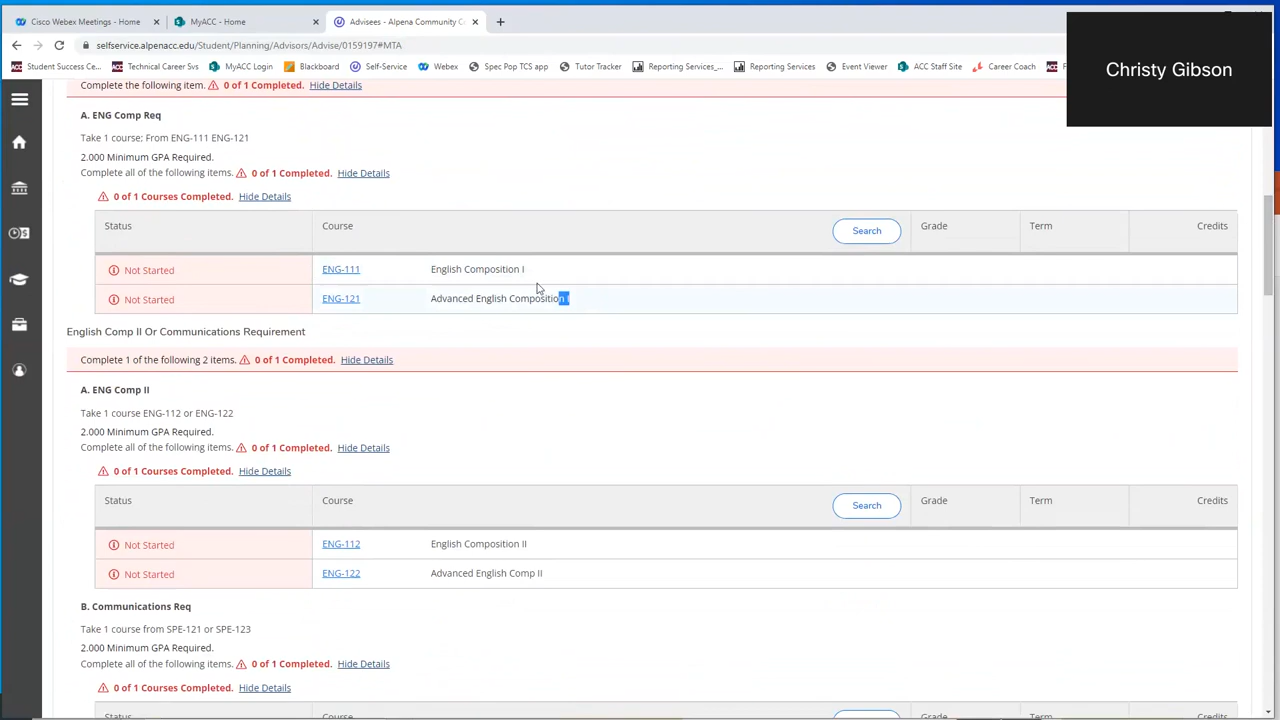 Cisco Webex Meetings - Home
MyACC - Home
Advisees - Alpena Community C
selfservice.alpenacc.edu/Student/Planning/Advisors/Advise/0159197#MTA
Student Success Ce...
Technical Career Svs
MyACC Login
Blackboard
Self-Service
Webex
Spec Pop TCS app
Tutor Tracker
Reporting Services_...
Reporting Services
Event Viewer
ACC Staff Site
Career Coach
Christy Gibson
Complete the following item. 0 of 1 Completed. Hide Details
A. ENG Comp Req
Take 1 course; From ENG-111 ENG-121
2.000 Minimum GPA Required.
Complete all of the following items. 0 of 1 Completed. Hide Details
0 of 1 Courses Completed. Hide Details
Status Course Search Grade Term Credits
Not Started ENG-111 English Composition I
Not Started ENG-121 Advanced English Composition I
English Comp II Or Communications Requirement
Complete 1 of the following 2 items. 0 of 1 Completed. Hide Details
A. ENG Comp II
Take 1 course ENG-112 or ENG-122
2.000 Minimum GPA Required.
Complete all of the following items. 0 of 1 Completed. Hide Details
0 of 1 Courses Completed. Hide Details
Status Course Search Grade Term Credits
Not Started ENG-112 English Composition II
Not Started ENG-122 Advanced English Comp II
B. Communications Req
Take 1 course from SPE-121 or SPE-123
2.000 Minimum GPA Required.
Complete all of the following items. 0 of 1 Completed. Hide Details
0 of 1 Courses Completed. Hide Details
Status Course Grade Term Credits